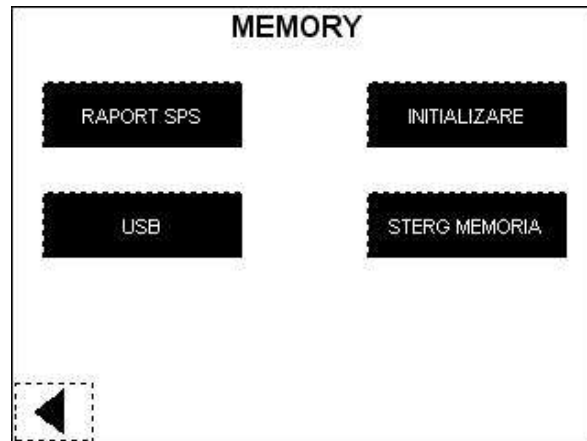 MEMORY
RAPORT SPS
INITIALIZARE
USB
STERG MEMORIA